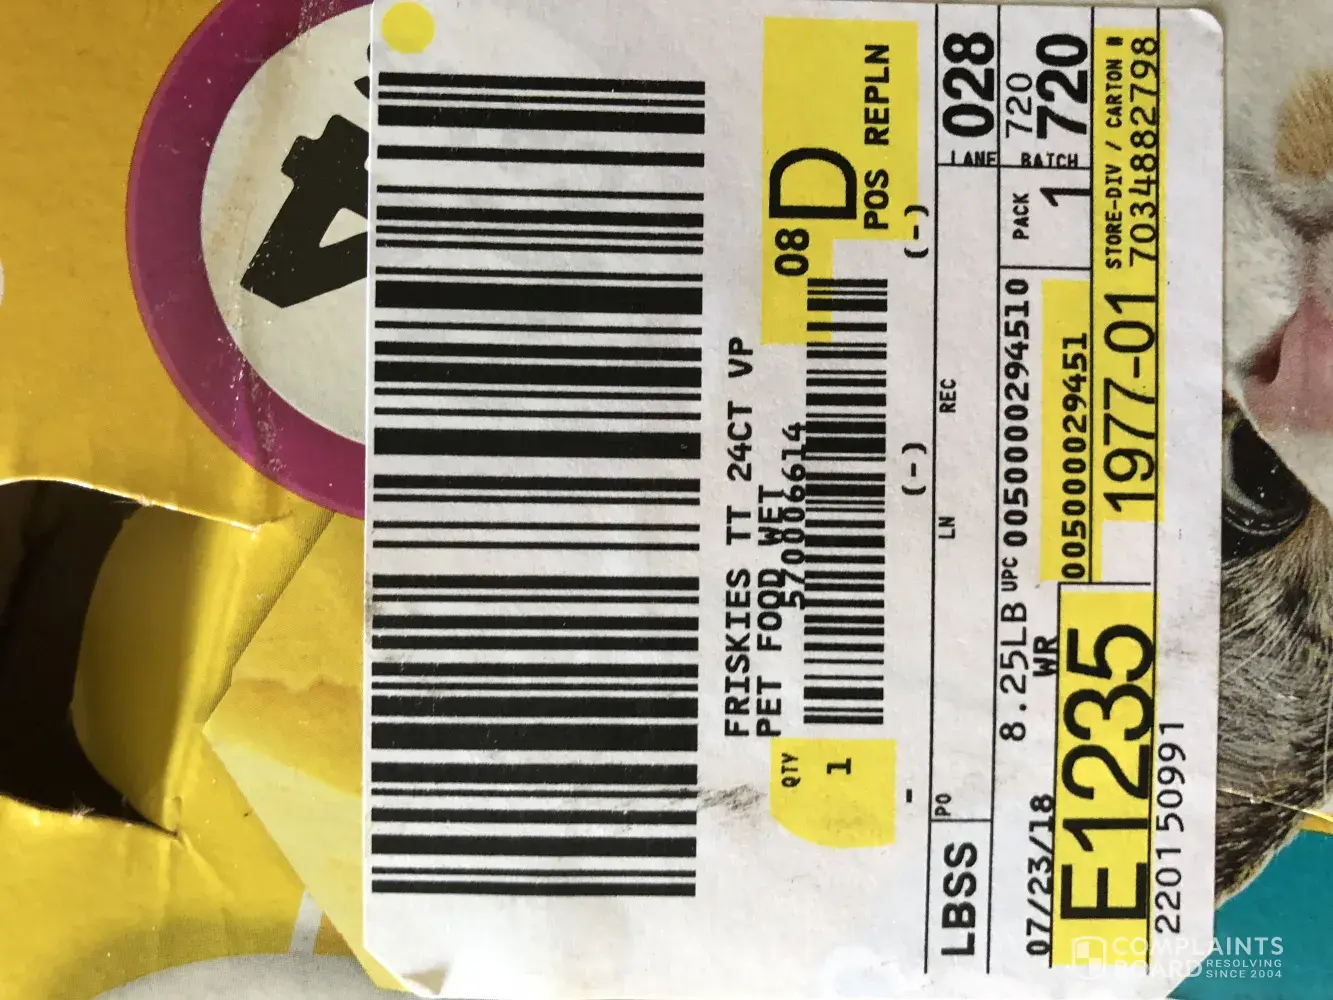 FRISKIES TT 24CT VP
PET FOOD WET
570006614
QTY
1
08
D
POS REPLN
(-)
(-)
-
LBSS
PO
LN
REC
LANE
028
8.25LB
UPC 0050000294510
PACK
1
BATCH
720
720
07/23/18
WR
005000029451
E1235
1977-01
STORE-DIV / CARTON #
7034882798
220150991
COMPLAINTS
BOARD
RESOLVING
SINCE 2004